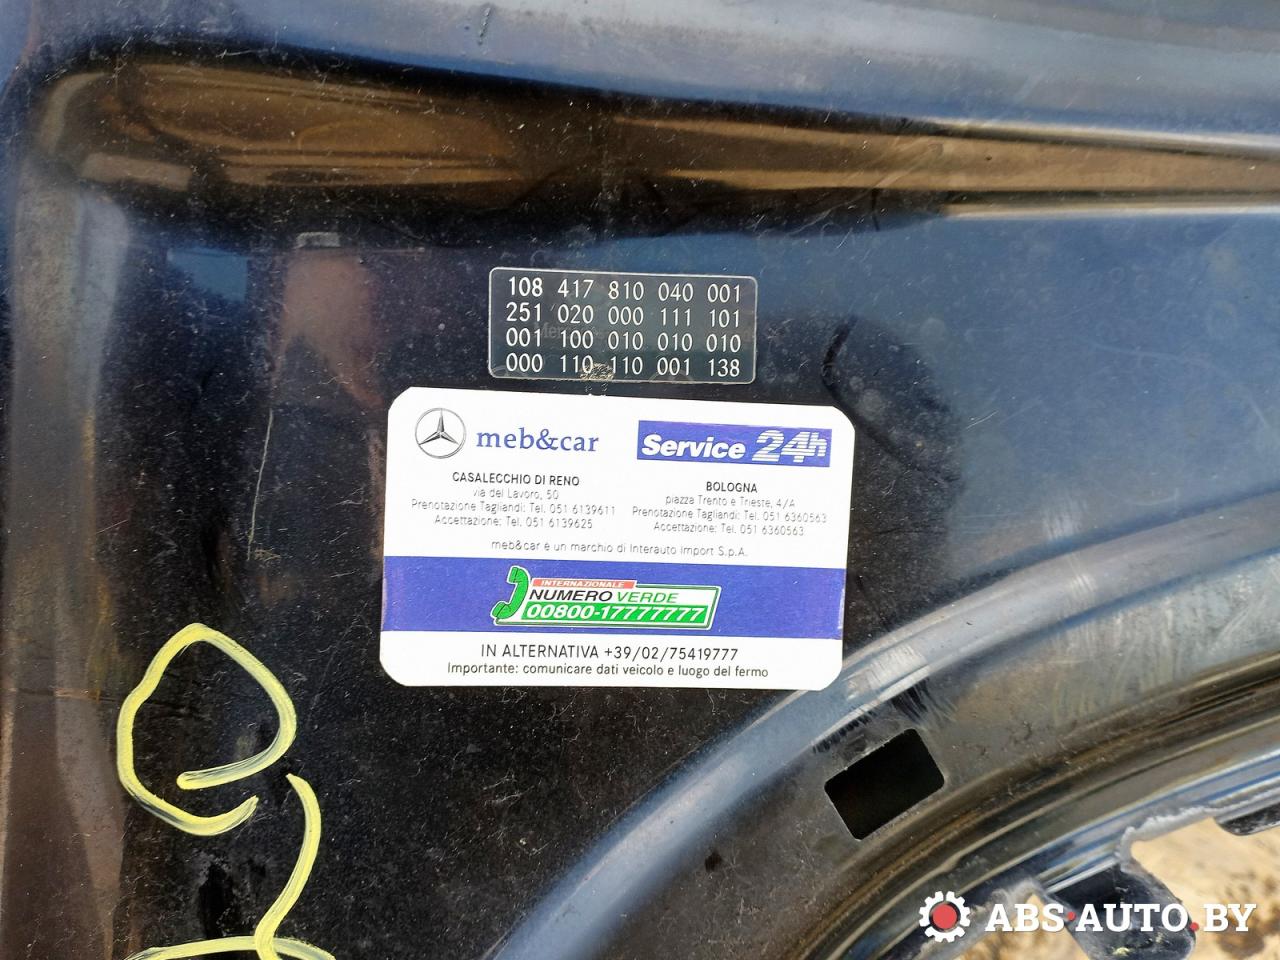 108 417 810 040 001
251 020 000 111 101
001 100 010 010 010
000 110 110 001 138
meb&car
Service 24h
CASALECCHIO DI RENO
via del Lavoro, 50
Prenotazione Tagliandi: Tel. 051 6139611
Accettazione: Tel. 051 6139625
BOLOGNA
piazza Trento e Trieste, 4/A
Prenotazione Tagliandi: Tel. 051 6360563
Accettazione: Tel. 051 6360563
meb&car è un marchio di Interauto Import S.p.A.
INTERNAZIONALE
NUMERO VERDE
00800-17777777
IN ALTERNATIVA +39/02/75419777
Importante: comunicare dati veicolo e luogo del fermo
ABS-AUTO.BY